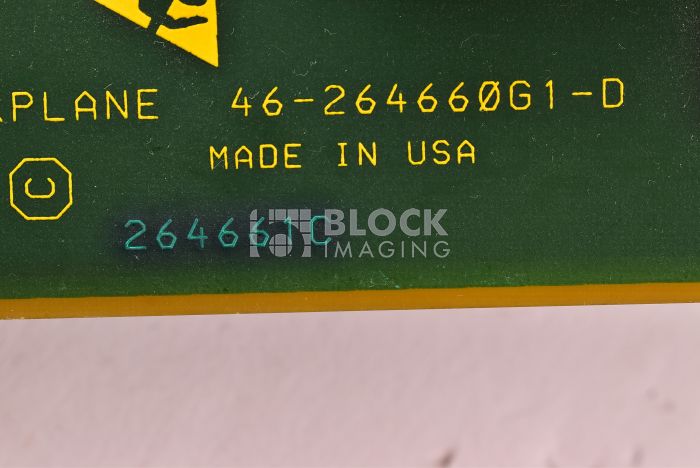 PLANE 46-264660G1-D
MADE IN USA
264661C
BLOCK
IMAGING